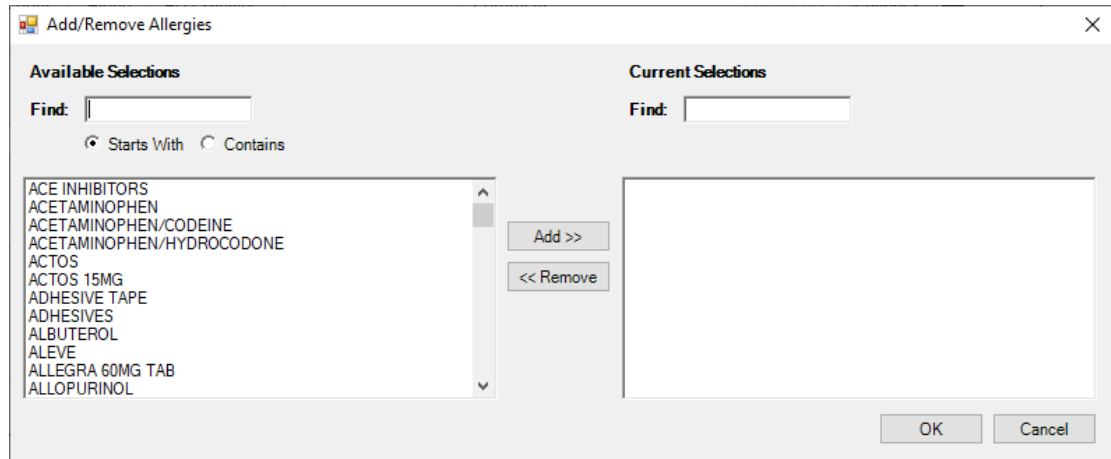 Add/Remove Allergies
Available Selections
Find:
Starts With Contains
ACE INHIBITORS
ACETAMINOPHEN
ACETAMINOPHEN/CODEINE
ACETAMINOPHEN/HYDROCODONE
ACTOS
ACTOS 15MG
ADHESIVE TAPE
ADHESIVES
ALBUTEROL
ALEVE
ALLEGRA 60MG TAB
ALLOPURINOL
Add >>
<< Remove
Current Selections
Find:
OK Cancel